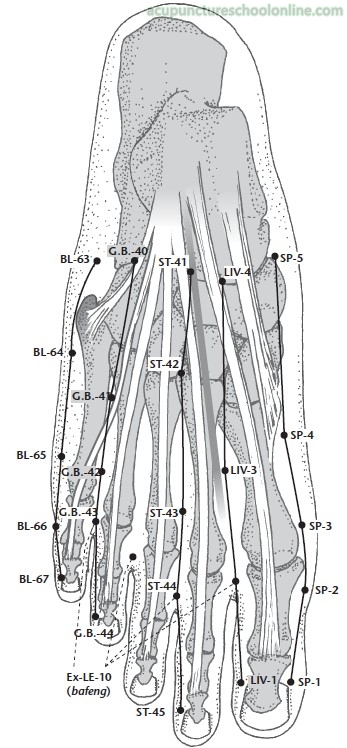 acupunctureschoolonline.com
G.B.-40
BL-63
ST-41
SP-5
LIV-4
BL-64
ST-42
G.B.-41
SP-4
BL-65
G.B.-42
LIV-3
G.B.-43
ST-43
BL-66
SP-3
BL-67
ST-44
SP-2
G.B.-44
Ex-LE-10
(bafeng)
LIV-1
SP-1
ST-45